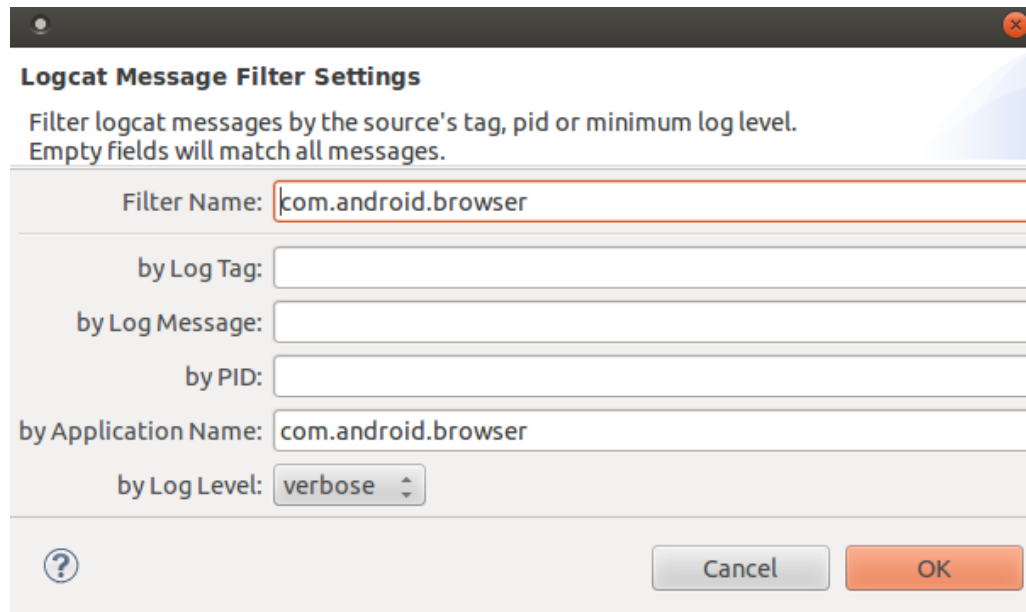 Logcat Message Filter Settings
Filter logcat messages by the source's tag, pid or minimum log level.
Empty fields will match all messages.
Filter Name: com.android.browser
by Log Tag:
by Log Message:
by PID:
by Application Name: com.android.browser
by Log Level: verbose
? Cancel OK